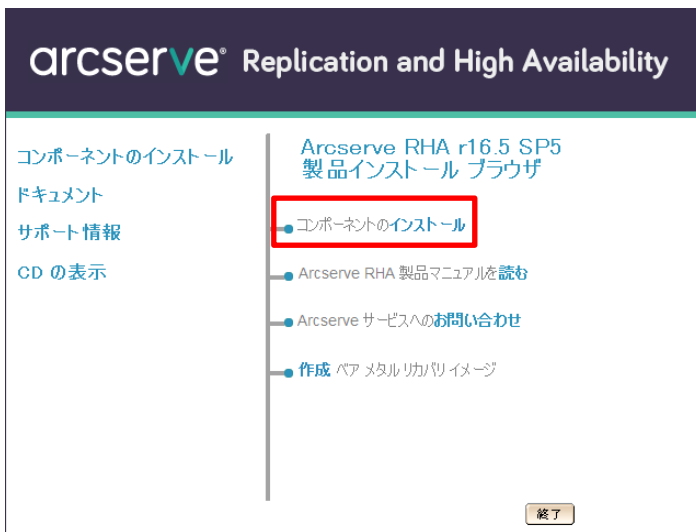 arcserve® Replication and High Availability
コンポーネントのインストール
ドキュメント
サポート情報
CD の表示
Arcserve RHA r16.5 SP5
製品インストール ブラウザ
コンポーネントのインストール
Arcserve RHA 製品マニュアルを読む
Arcserve サービスへのお問い合わせ
作成 ベア メタル リカバリ イメージ
終了